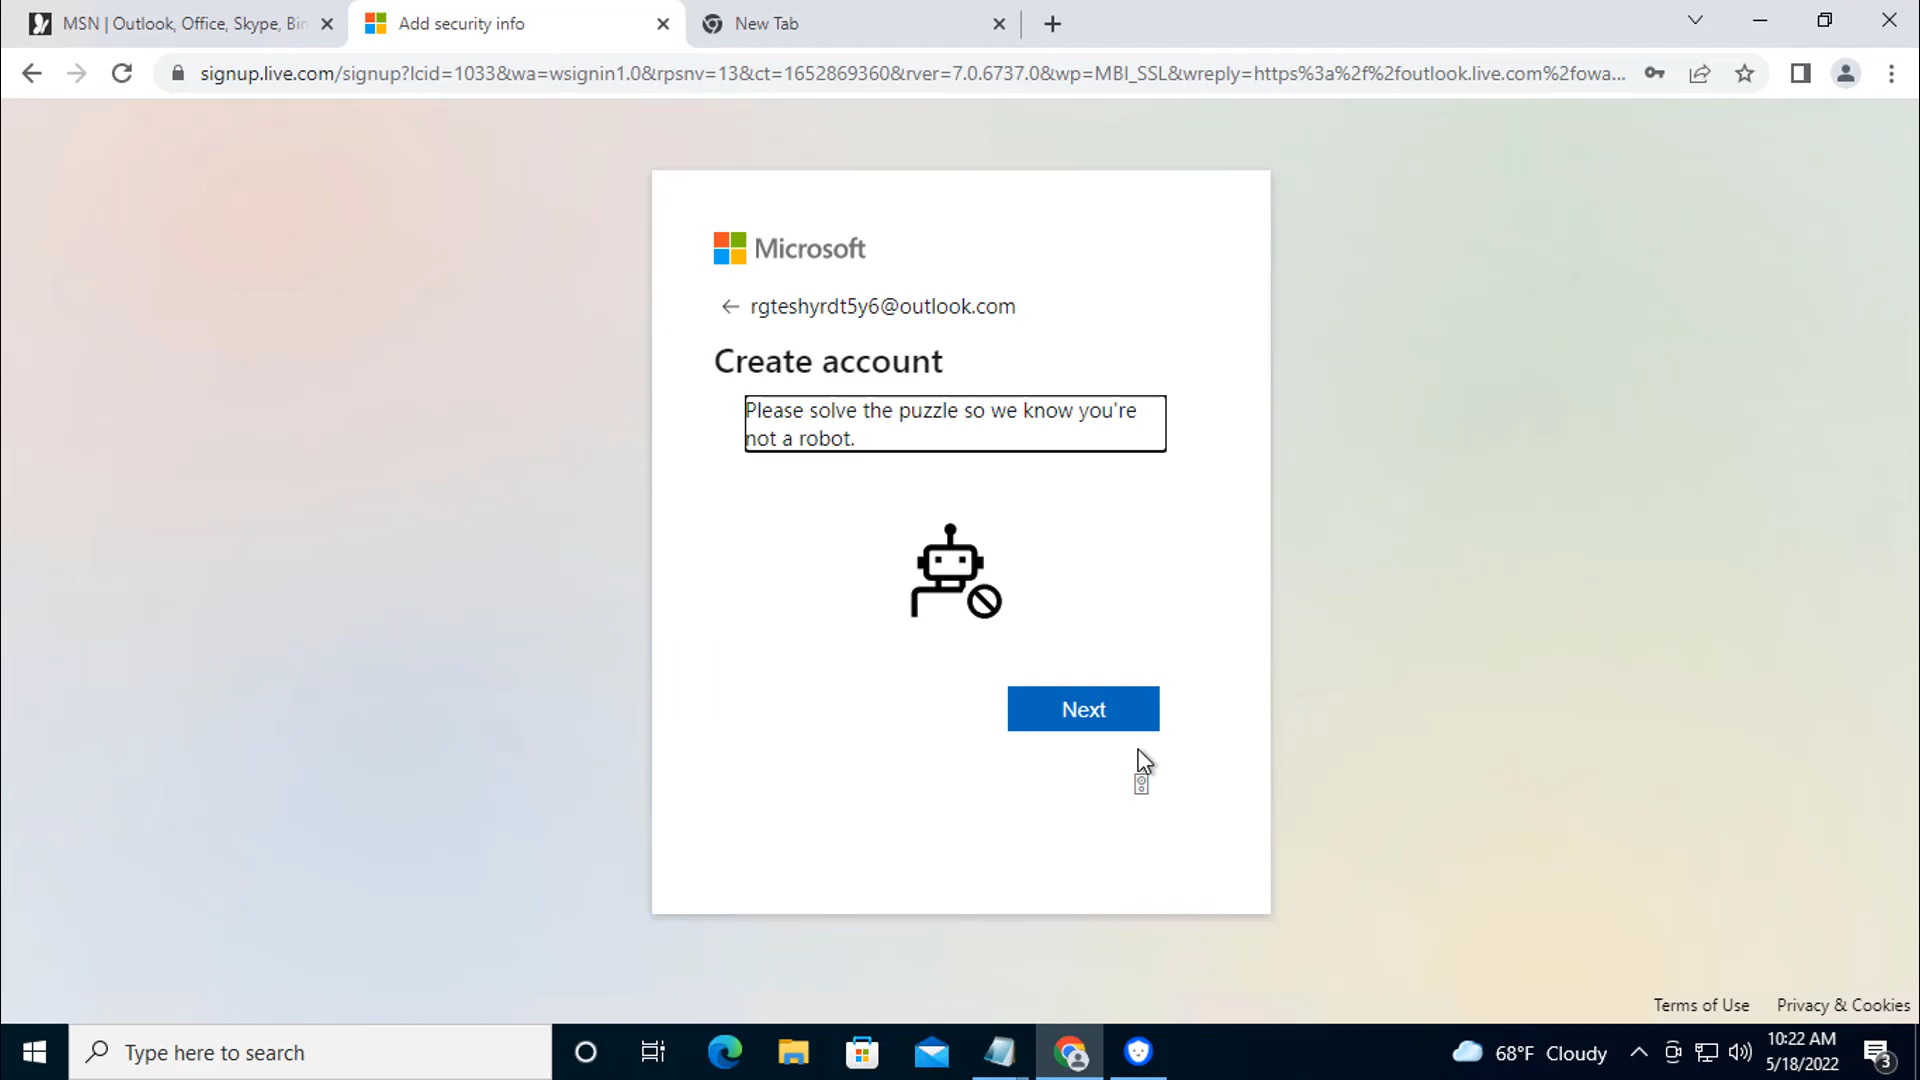 MSN | Outlook, Office, Skype, Bin
Add security info
New Tab
signup.live.com/signup?lcid=1033&wa=wsignin1.0&rpsnv=13&ct=1652869360&rver=7.0.6737.0&wp=MBI_SSL&wreply=https%3a%2f%2foutlook.live.com%2fowa...
Microsoft
rgteshyrdt5y6@outlook.com
Create account
Please solve the puzzle so we know you're
not a robot.
Next
Terms of Use
Privacy & Cookies
Type here to search
68°F Cloudy
10:22 AM
5/18/2022
3